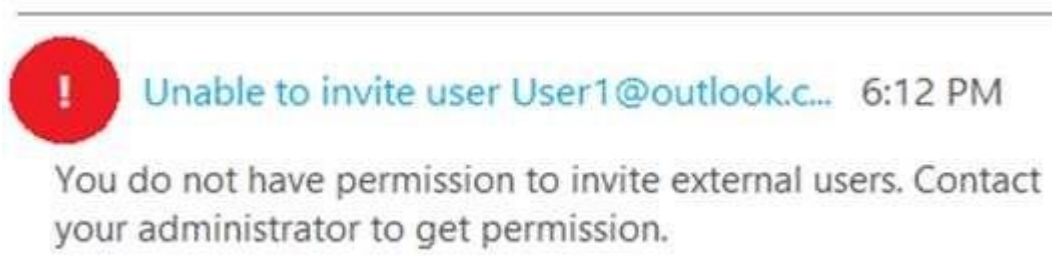 ! Unable to invite user User1@outlook.c... 6:12 PM
You do not have permission to invite external users. Contact
your administrator to get permission.